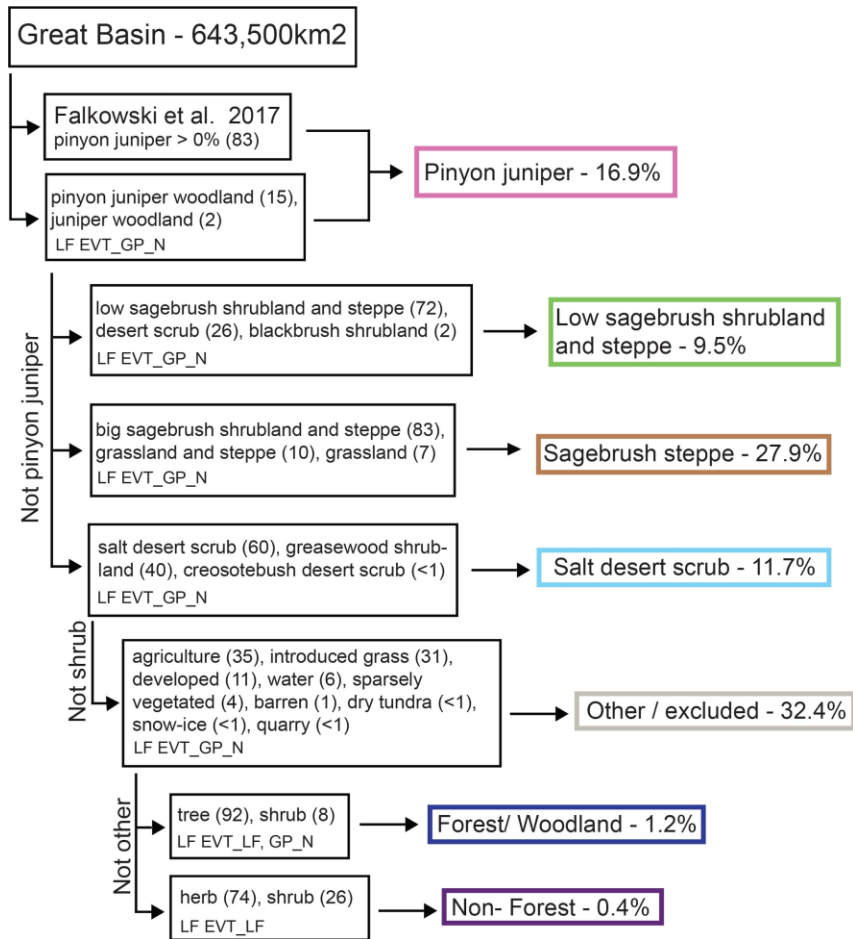 Great Basin - 643,500km2
Falkowski et al.  2017
pinyon juniper > 0% (83)
Pinyon juniper - 16.9%
pinyon juniper woodland (15),
juniper woodland (2)
LF EVT_GP_N
Not pinyon juniper
low sagebrush shrubland and steppe (72),
desert scrub (26), blackbrush shrubland (2)
LF EVT_GP_N
Low sagebrush shrubland
and steppe - 9.5%
big sagebrush shrubland and steppe (83),
grassland and steppe (10), grassland (7)
LF EVT_GP_N
Sagebrush steppe - 27.9%
salt desert scrub (60), greasewood shrub-
land (40), creosotebush desert scrub (<1)
LF EVT_GP_N
Salt desert scrub - 11.7%
Not shrub
agriculture (35), introduced grass (31),
developed (11), water (6), sparsely
vegetated (4), barren (1), dry tundra (<1),
snow-ice (<1), quarry (<1)
LF EVT_GP_N
Other / excluded - 32.4%
Not other
tree (92), shrub (8)
LF EVT_LF, GP_N
Forest/ Woodland - 1.2%
herb (74), shrub (26)
LF EVT_LF
Non- Forest - 0.4%